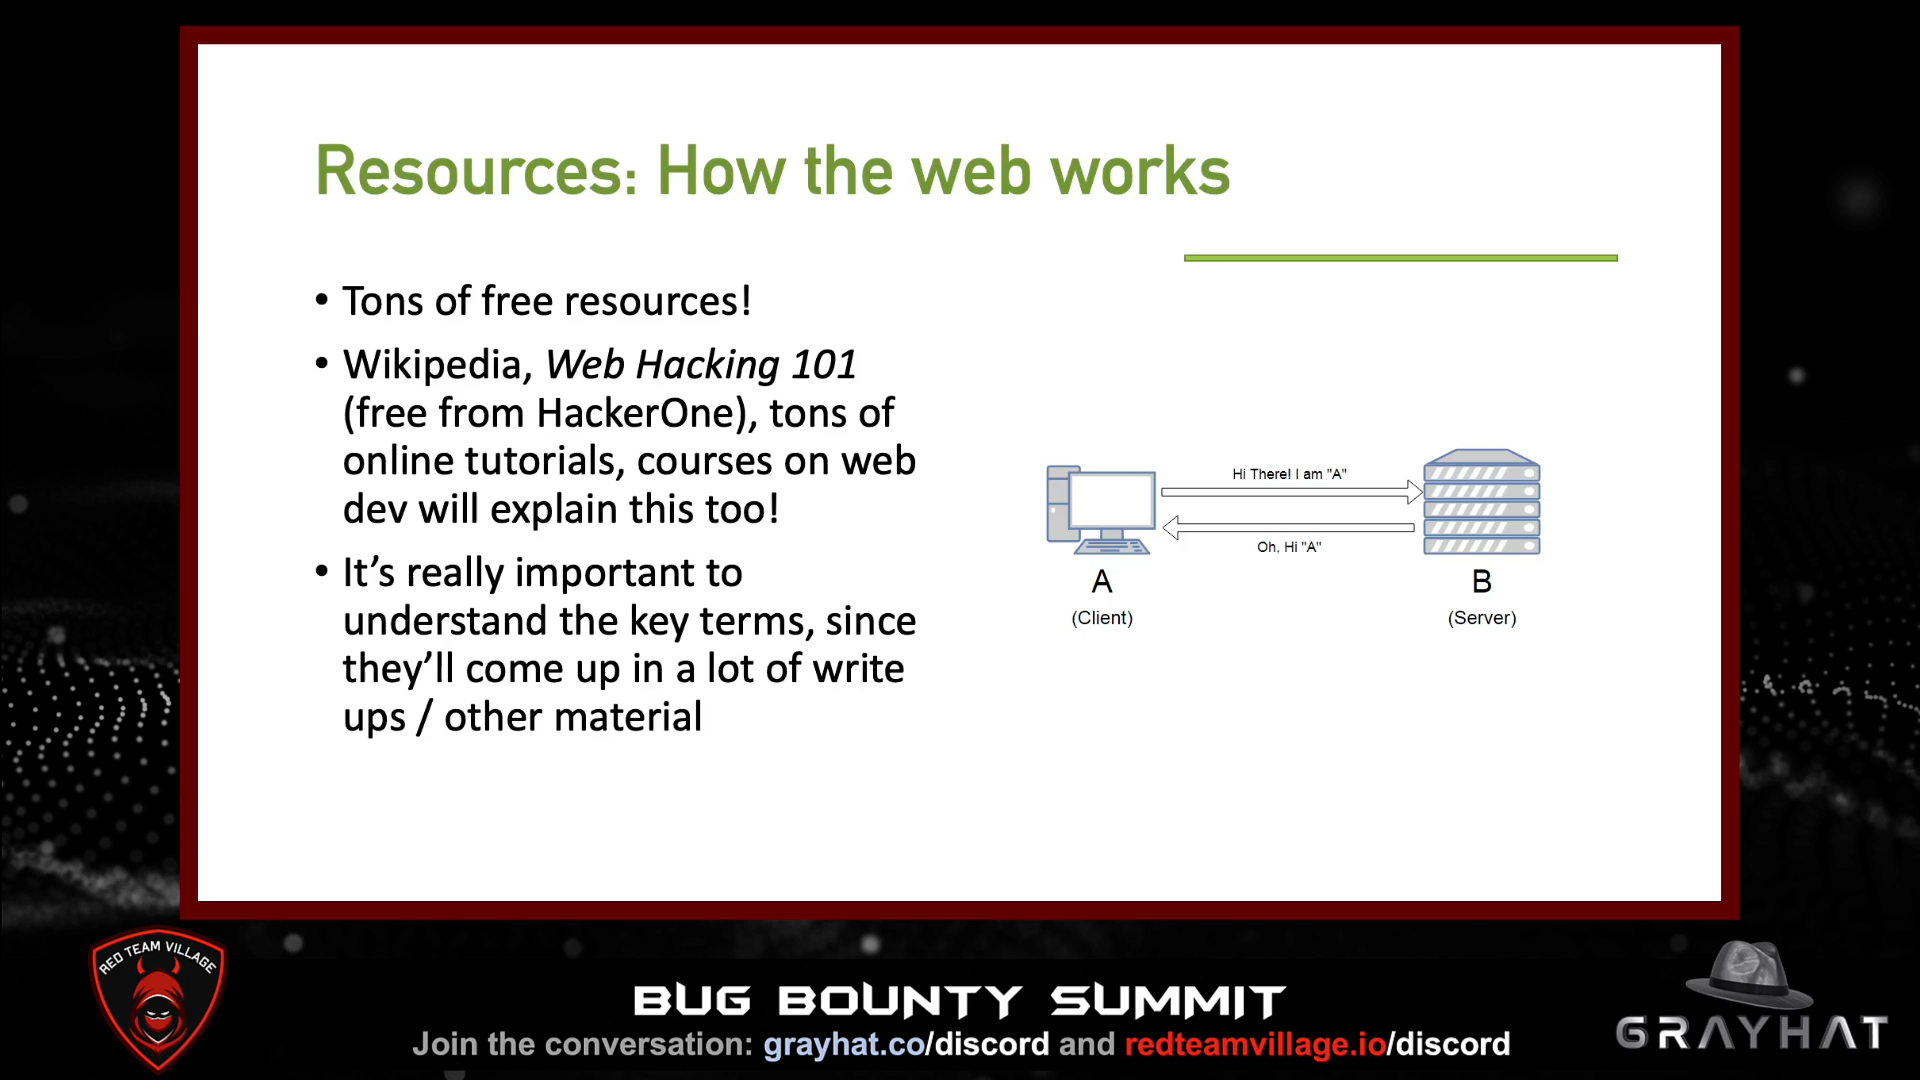 Resources: How the web works
• Tons of free resources!
• Wikipedia, Web Hacking 101
(free from HackerOne), tons of
online tutorials, courses on web
dev will explain this too!
• It’s really important to
understand the key terms, since
they’ll come up in a lot of write
ups / other material
Hi There! I am "A"
Oh, Hi "A"
A
(Client)
B
(Server)
RED TEAM VILLAGE
BUG BOUNTY SUMMIT
Join the conversation: grayhat.co/discord and redteamvillage.io/discord
GRAYHAT